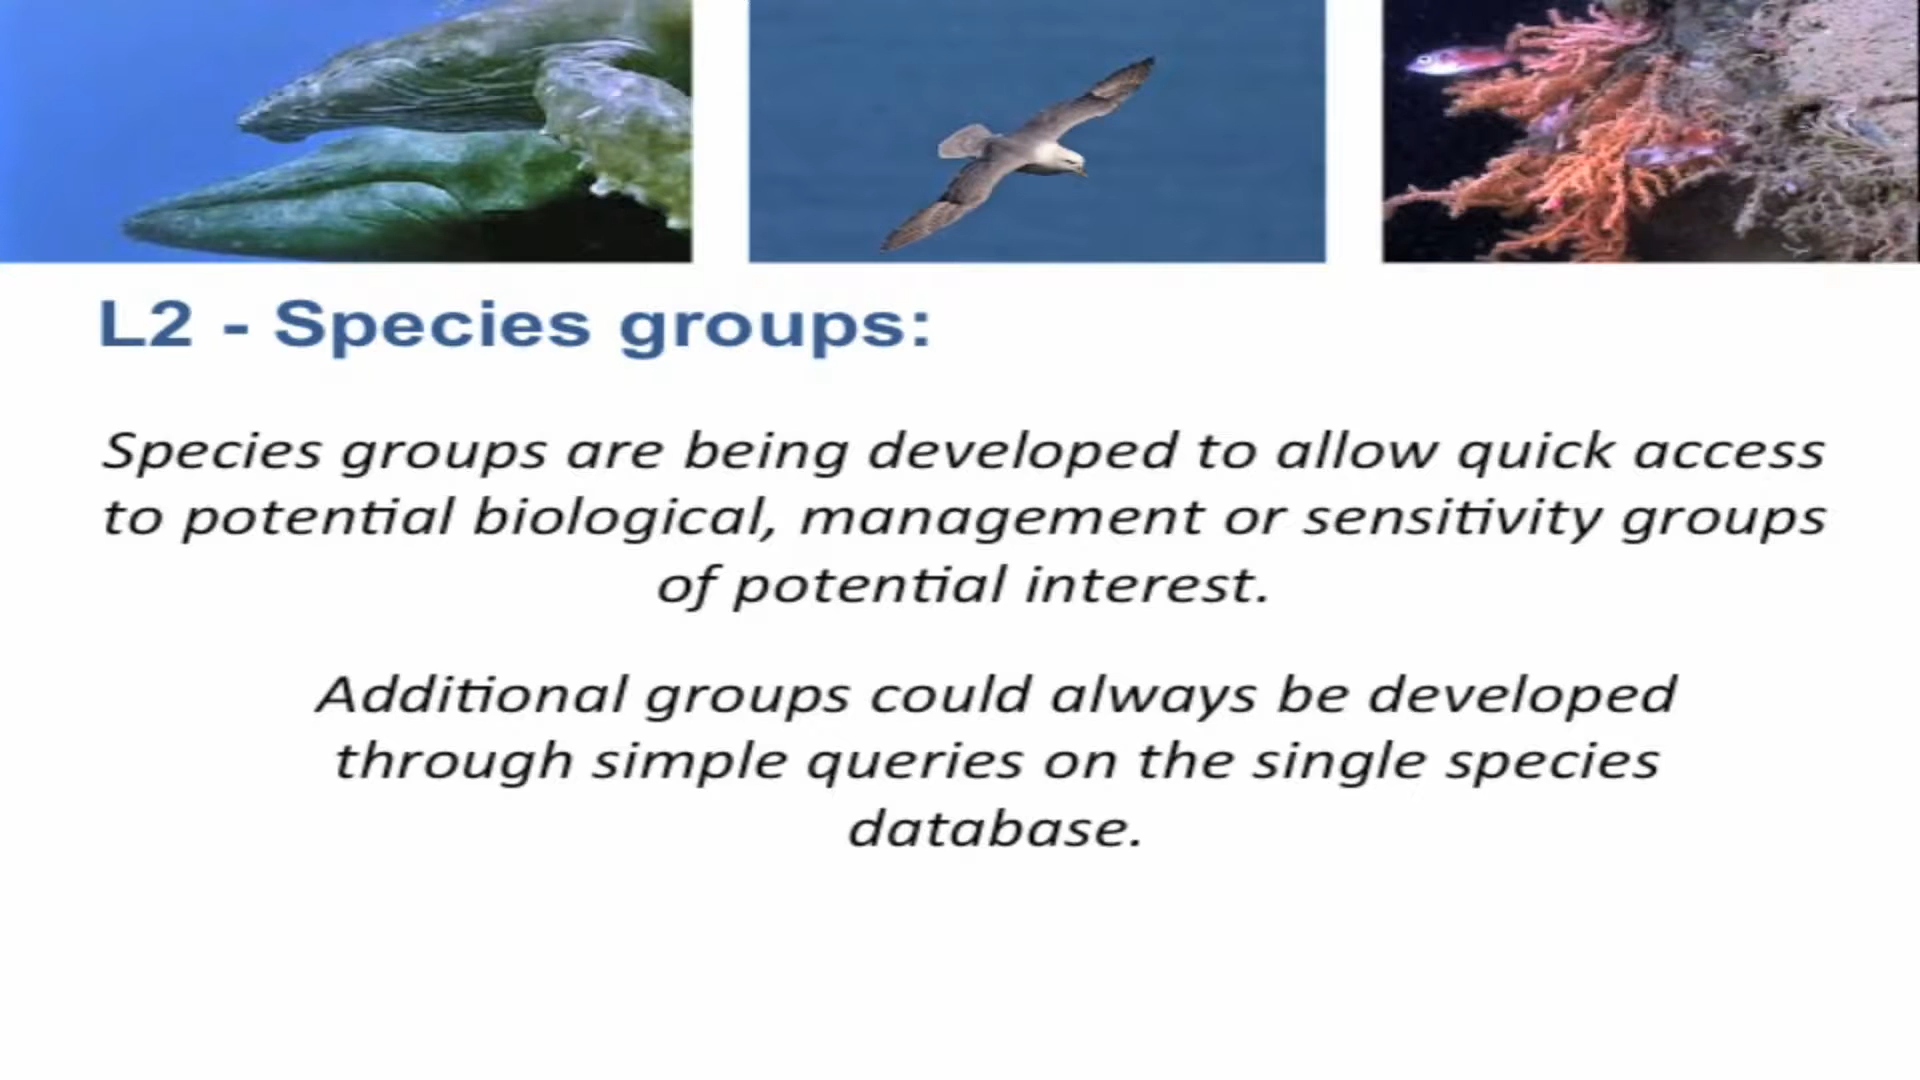 L2 - Species groups:
Species groups are being developed to allow quick access
to potential biological, management or sensitivity groups
of potential interest.
Additional groups could always be developed
through simple queries on the single species
database.